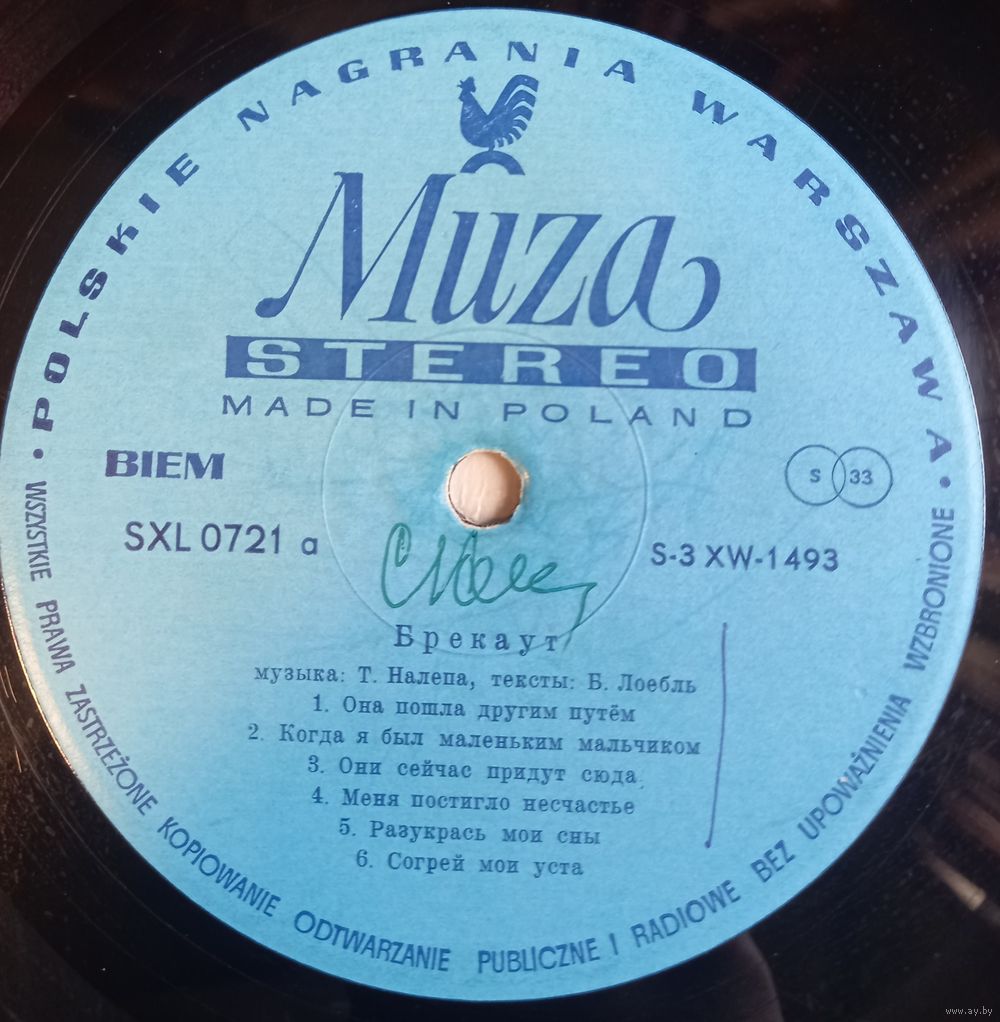 POLSKIE NAGRANIA WARSZAWA
Muza
STEREO
MADE IN POLAND
BIEM
S 33
SXL 0721 a
S-3 XW-1493
Брекаут
музыка: Т. Налепа, тексты: Б. Лоебль
1. Она пошла другим путём
2. Когда я был маленьким мальчиком
3. Они сейчас придут сюда
4. Меня постигло несчастье
5. Разукрась мои сны
6. Согрей мои уста
WSZYSTKIE PRAWA ZASTRZEŻONE KOPIOWANIE ODTWARZANIE PUBLICZNE I RADIOWE BEZ UPOWAŻNIENIA WZBRONIONE
www.ay.by